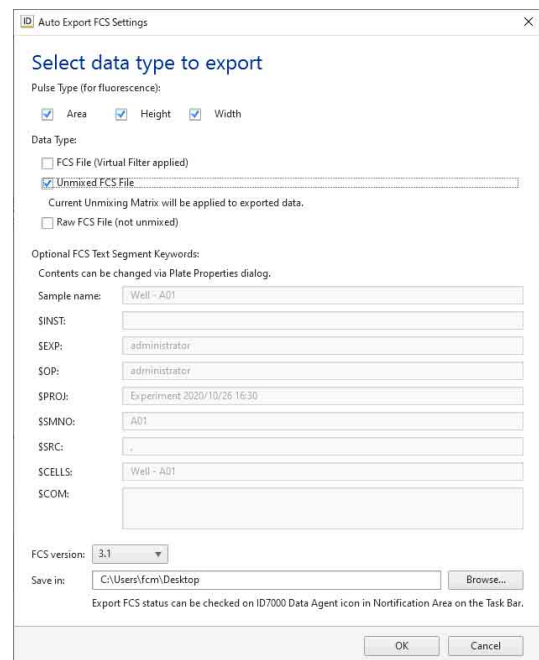 ID Auto Export FCS Settings
Select data type to export
Pulse Type (for fluorescence):
Area Height Width
Data Type:
FCS File (Virtual Filter applied)
Unmixed FCS File
Current Unmixing Matrix will be applied to exported data.
Raw FCS File (not unmixed)
Optional FCS Text Segment Keywords:
Contents can be changed via Plate Properties dialog.
Sample name: Well - A01
$INST:
$EXP: administrator
$OP: administrator
$PROJ: Experiment 2020/10/26 16:30
$SMNO: A01
$SRC: ,
$CELLS: Well - A01
$COM:
FCS version: 3.1
Save in: C:\Users\fcm\Desktop Browse...
Export FCS status can be checked on ID7000 Data Agent icon in Nortification Area on the Task Bar.
OK Cancel